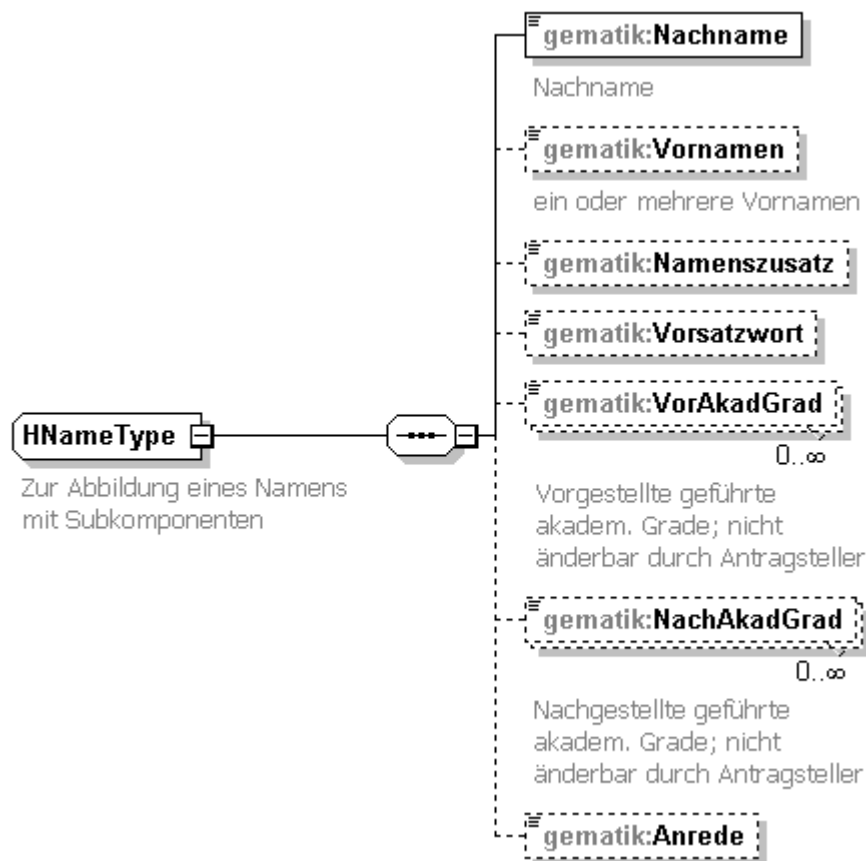 gematik:Nachname
Nachname
gematik:Vornamen
ein oder mehrere Vornamen
gematik:Namenszusatz
gematik:Vorsatzwort
gematik:VorAkadGrad
0..∞
HNameType
Zur Abbildung eines Namens
mit Subkomponenten
Vorgestellte geführte
akadem. Grade; nicht
änderbar durch Antragsteller
gematik:NachAkadGrad
0..∞
Nachgestellte geführte
akadem. Grade; nicht
änderbar durch Antragsteller
gematik:Anrede